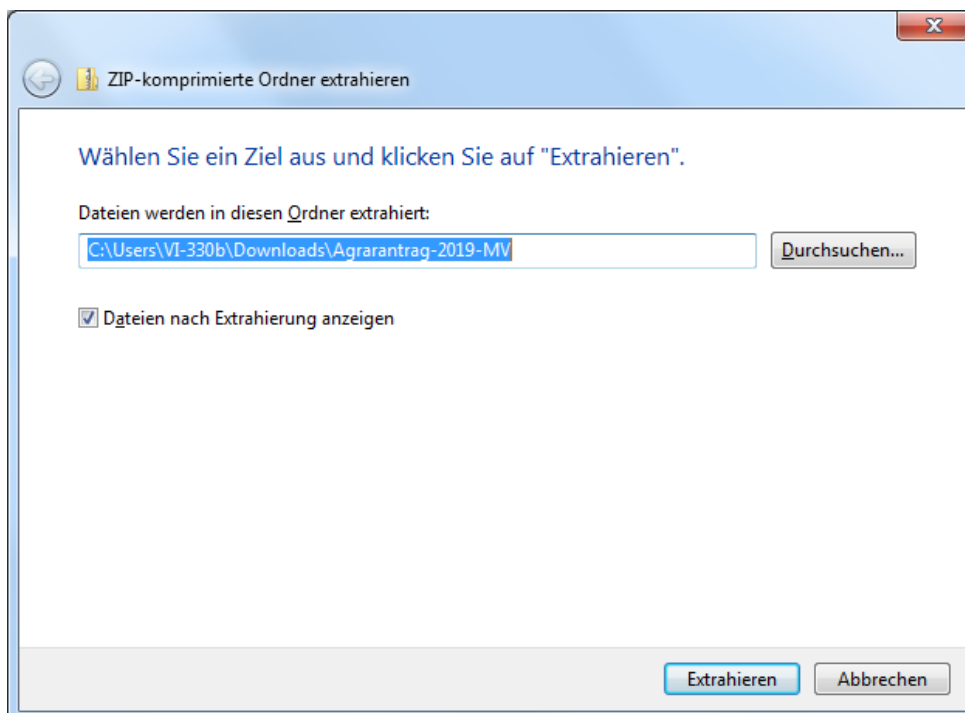 ZIP-komprimierte Ordner extrahieren
Wählen Sie ein Ziel aus und klicken Sie auf "Extrahieren".
Dateien werden in diesen Ordner extrahiert:
C:\Users\VI-330b\Downloads\Agrarantrag-2019-MV
Durchsuchen...
Dateien nach Extrahierung anzeigen
Extrahieren
Abbrechen